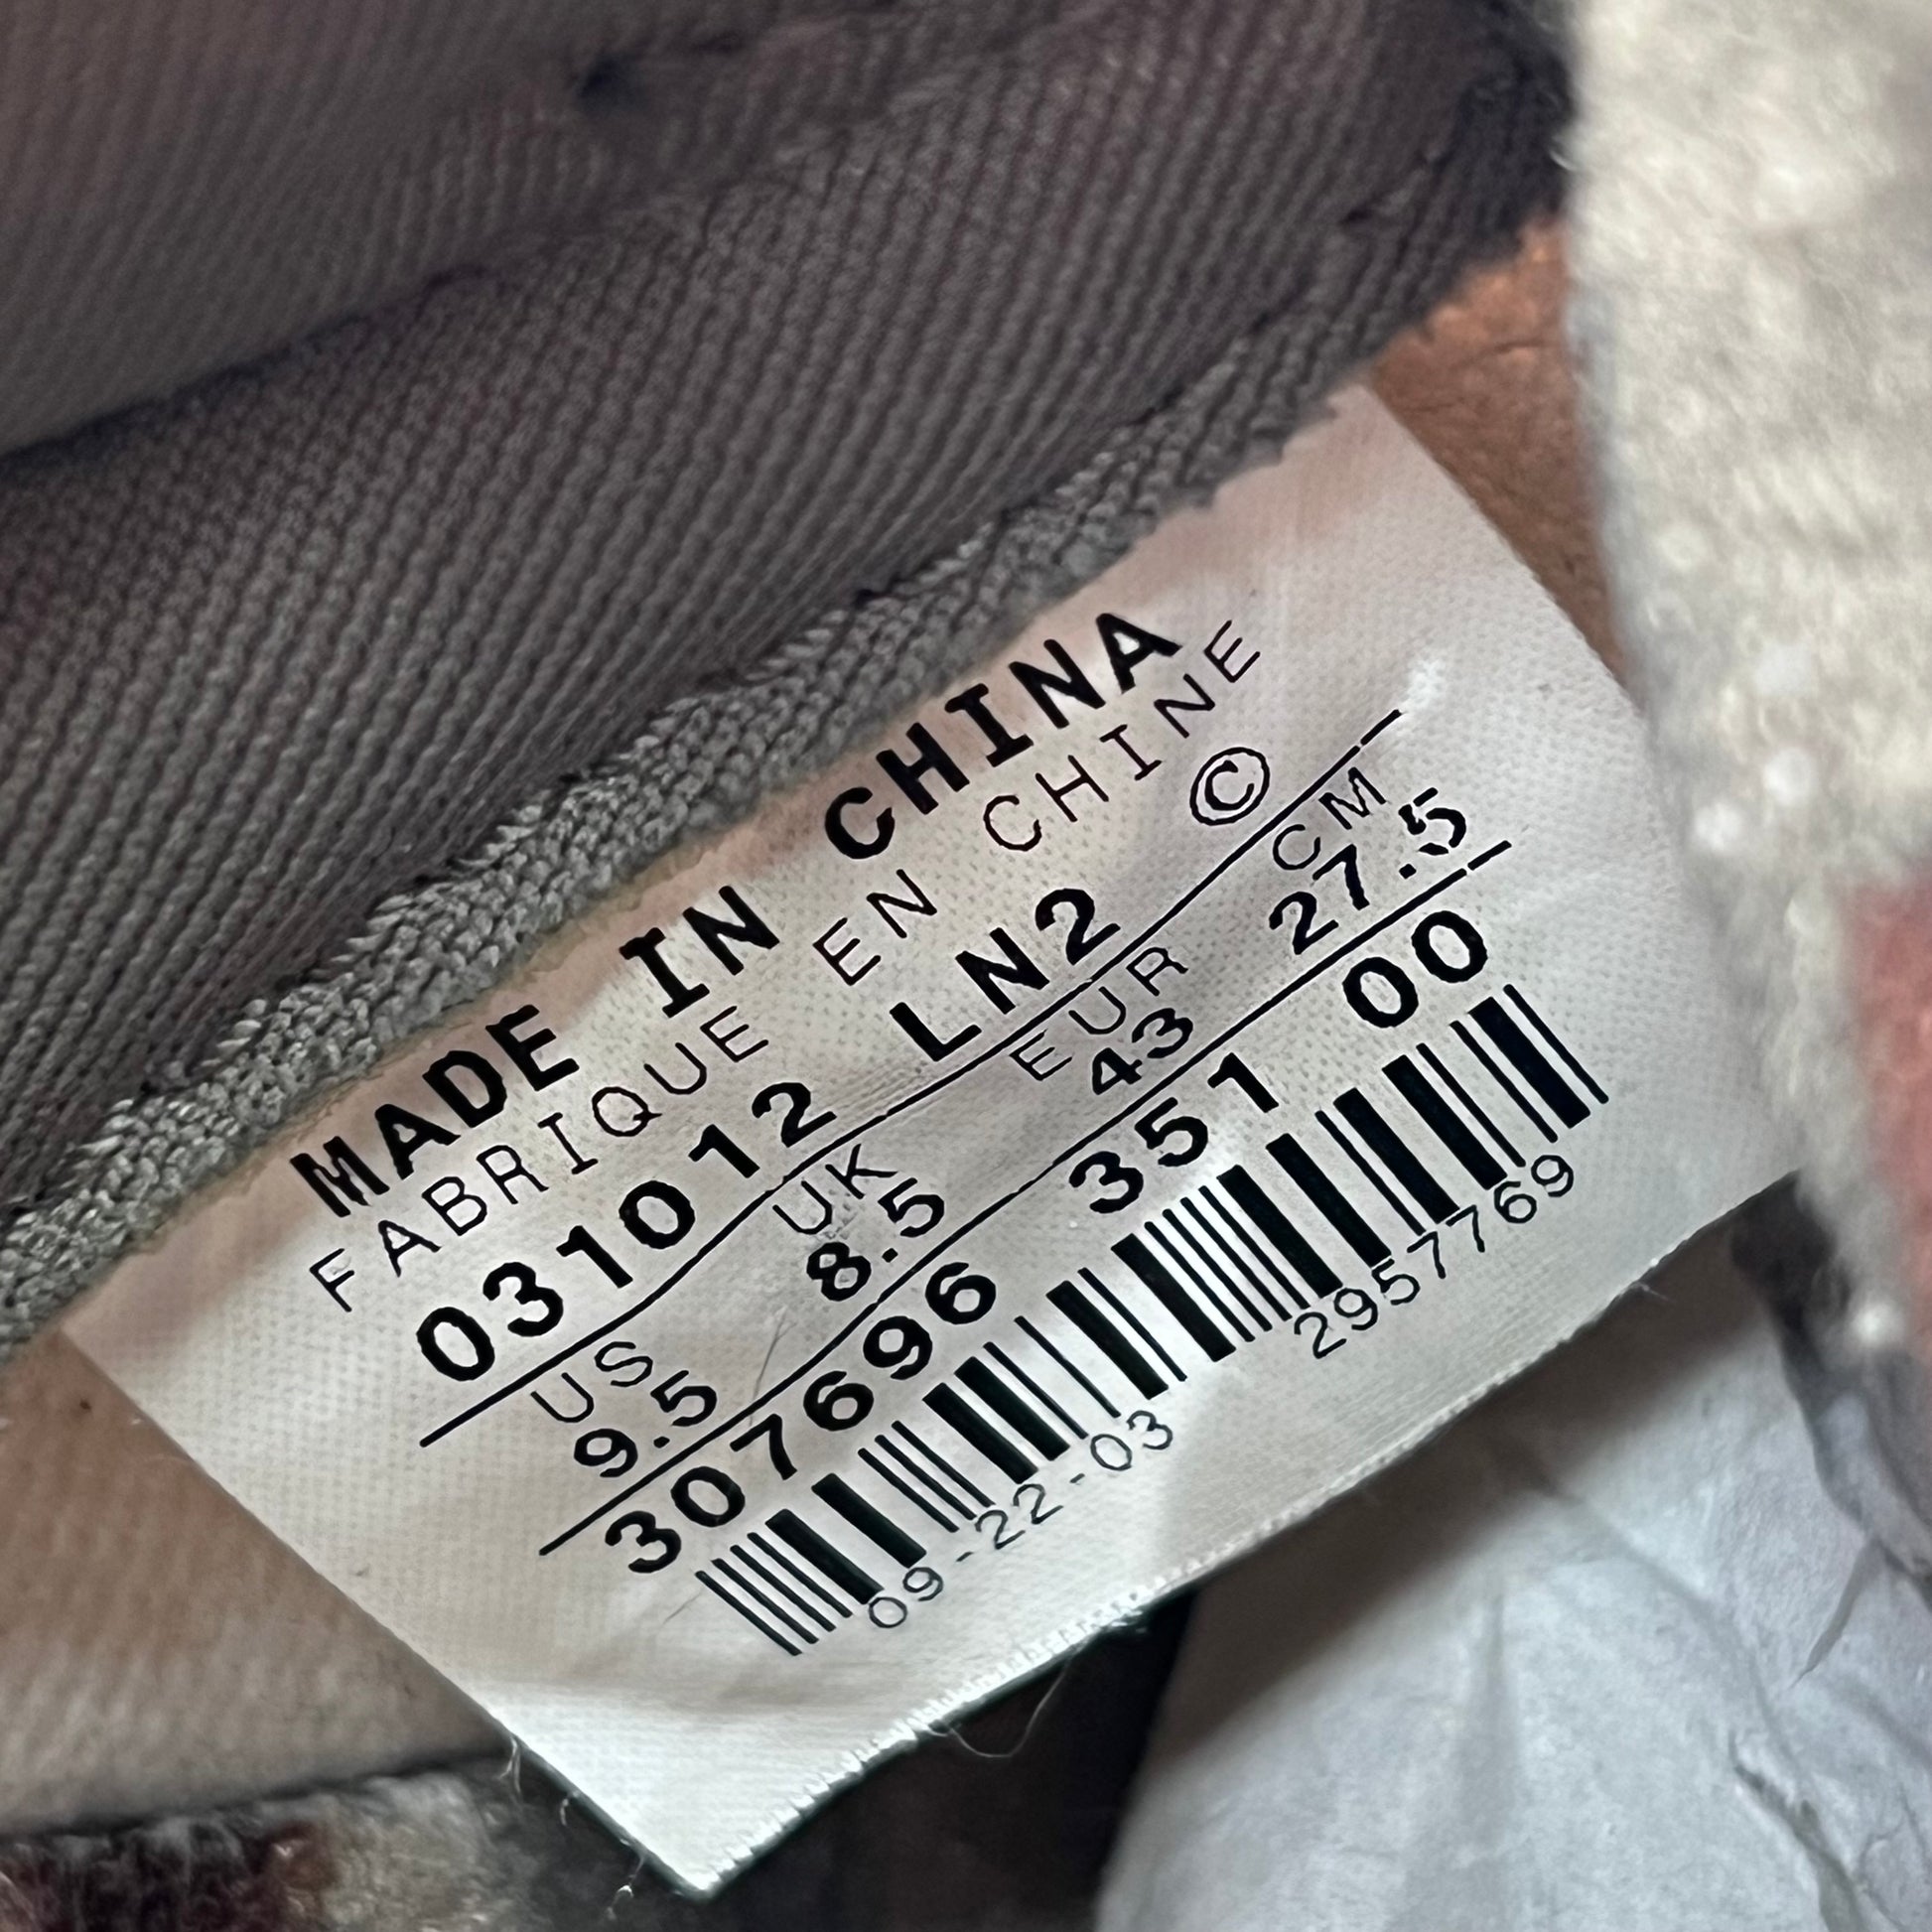 MADE IN CHINA
FABRIQUE EN CHINE
031012 LN2 ©
US UK EUR CM
9.5 8.5 43 27.5
307696 351 00
09-22-03 2957769